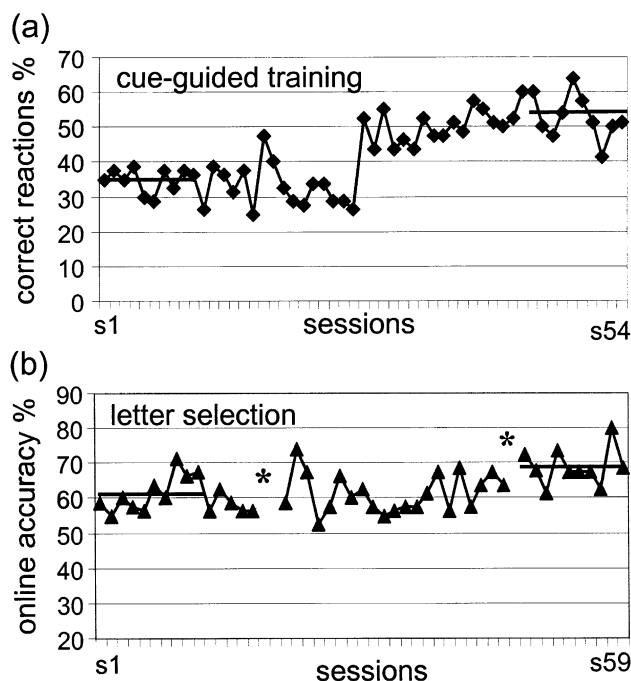 (a)
70
60
50
40
30
20
10
0
correct reactions %
cue-guided training
s1 sessions s54
(b)
90
80
70
60
50
40
30
20
online accuracy %
letter selection
*
*
s1 sessions s59